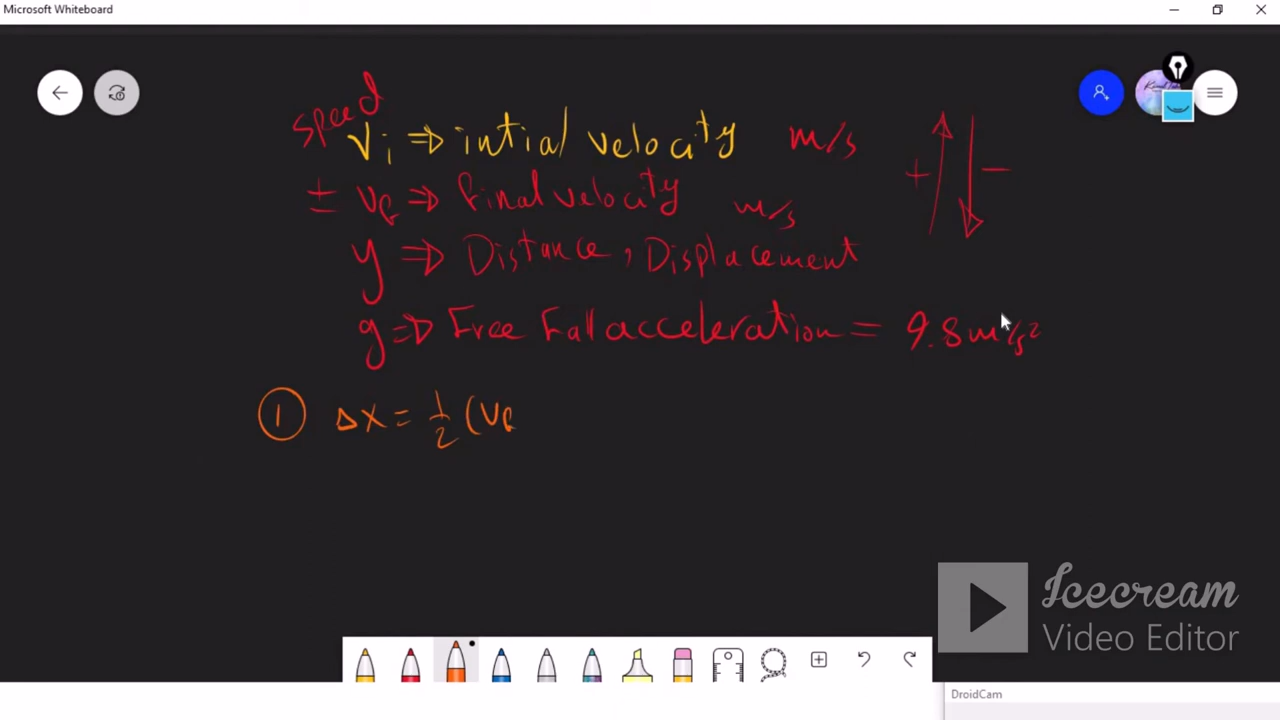 Microsoft Whiteboard
speed
Vi ⇒ intial velocity m/s
± Vf ⇒ final velocity m/s
+ −
y ⇒ Distance, Displacement
g ⇒ Free Fall acceleration = 9.8 m/s²
① ΔX = 1/2 (Vf
Icecream
Video Editor
DroidCam